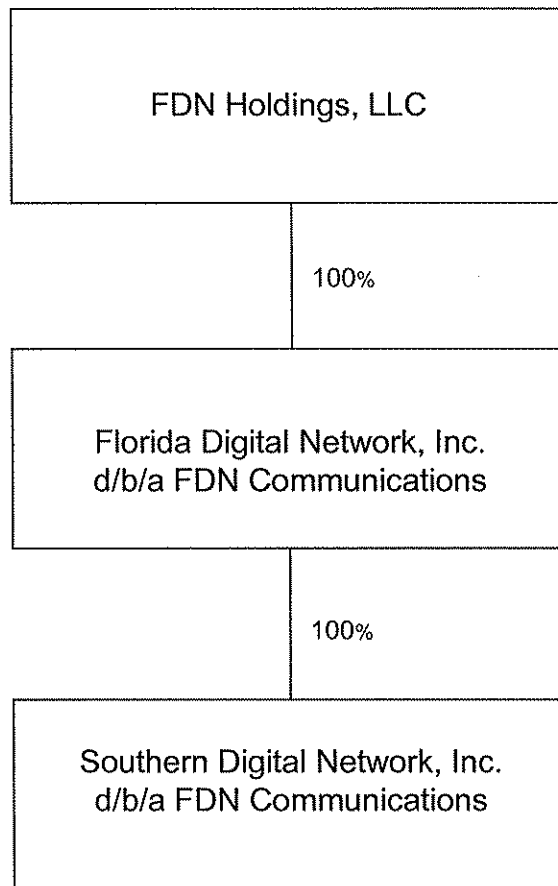 FDN Holdings, LLC
100%
Florida Digital Network, Inc.
d/b/a FDN Communications
100%
Southern Digital Network, Inc.
d/b/a FDN Communications